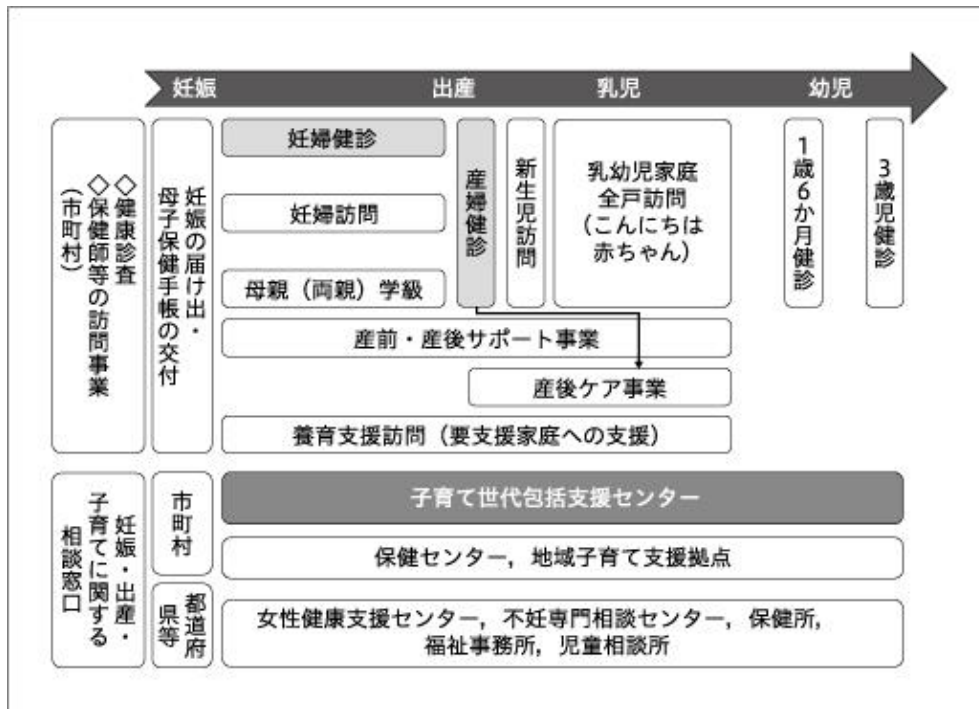 妊娠
出産
乳児
幼児
◇健康診査
◇保健師等の訪問事業
(市町村)
妊娠の届け出・
母子保健手帳の交付
妊婦健診
妊婦訪問
母親(両親)学級
産婦健診
新生児訪問
乳幼児家庭
全戸訪問
(こんにちは
赤ちゃん)
1歳6か月健診
3歳児健診
産前・産後サポート事業
産後ケア事業
養育支援訪問(要支援家庭への支援)
妊娠・出産・
子育てに関する
相談窓口
市町村
子育て世代包括支援センター
保健センター,地域子育て支援拠点
都道府
県等
女性健康支援センター,不妊専門相談センター,保健所,
福祉事務所,児童相談所